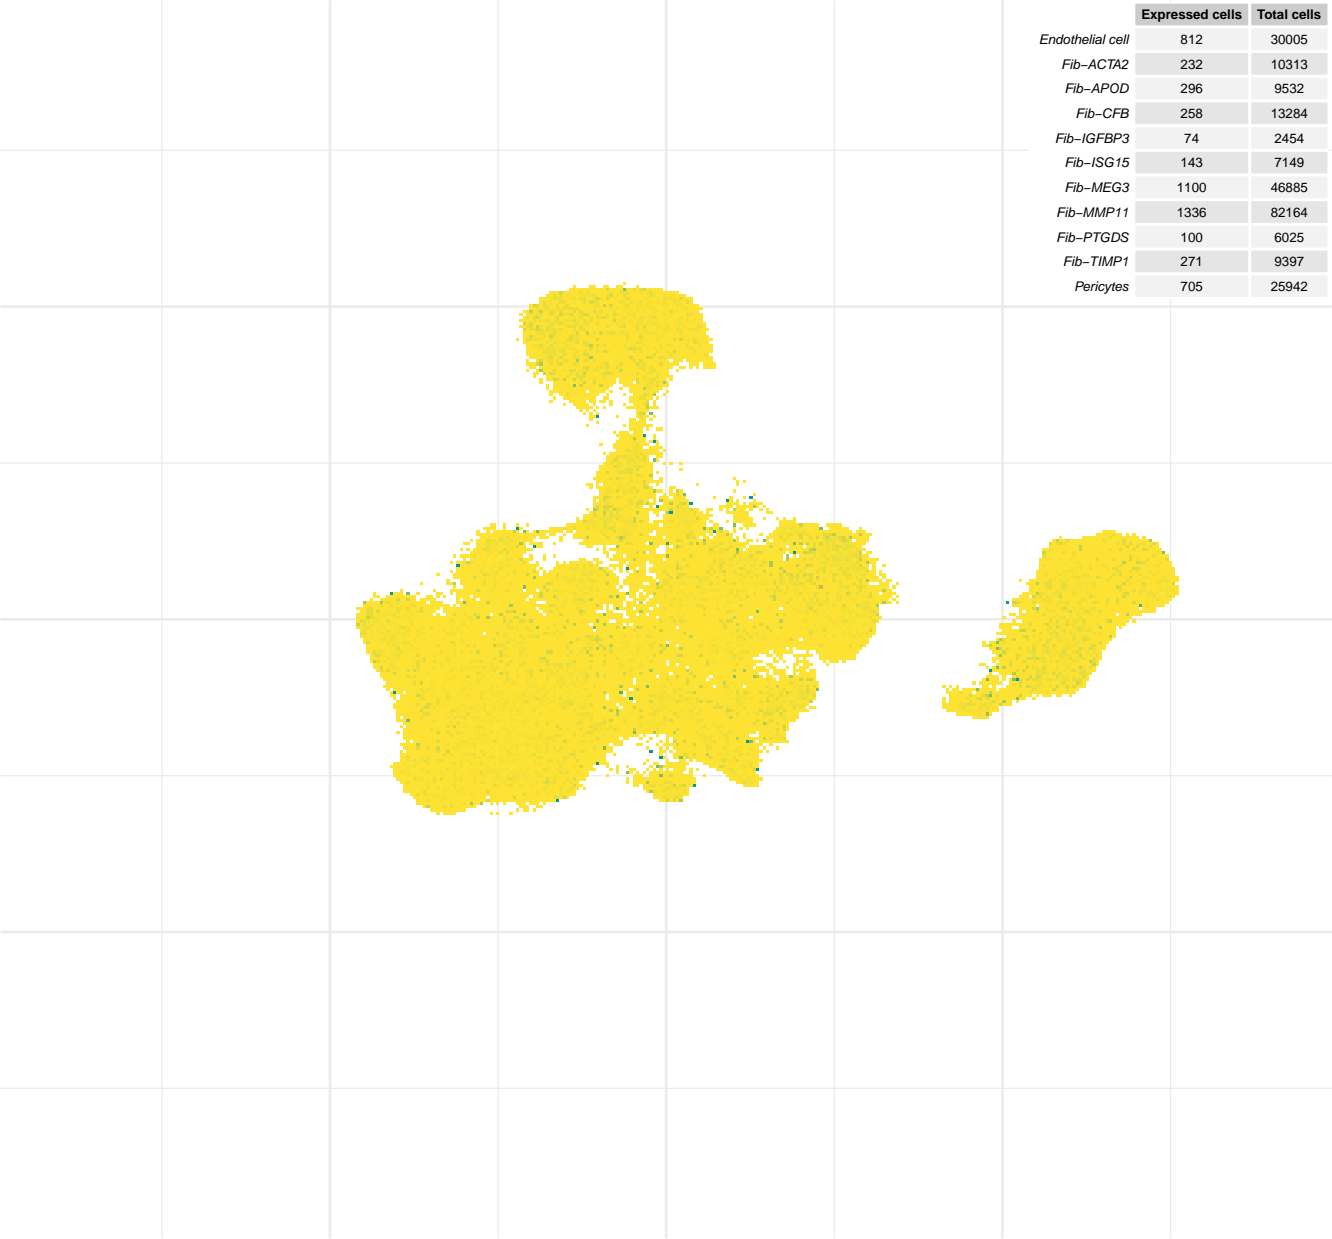 Expressed cells Total cells
Endothelial cell 812 30005
Fib−ACTA2 232 10313
Fib−APOD 296 9532
Fib−CFB 258 13284
Fib−IGFBP3 74 2454
Fib−ISG15 143 7149
Fib−MEG3 1100 46885
Fib−MMP11 1336 82164
Fib−PTGDS 100 6025
Fib−TIMP1 271 9397
Pericytes 705 25942